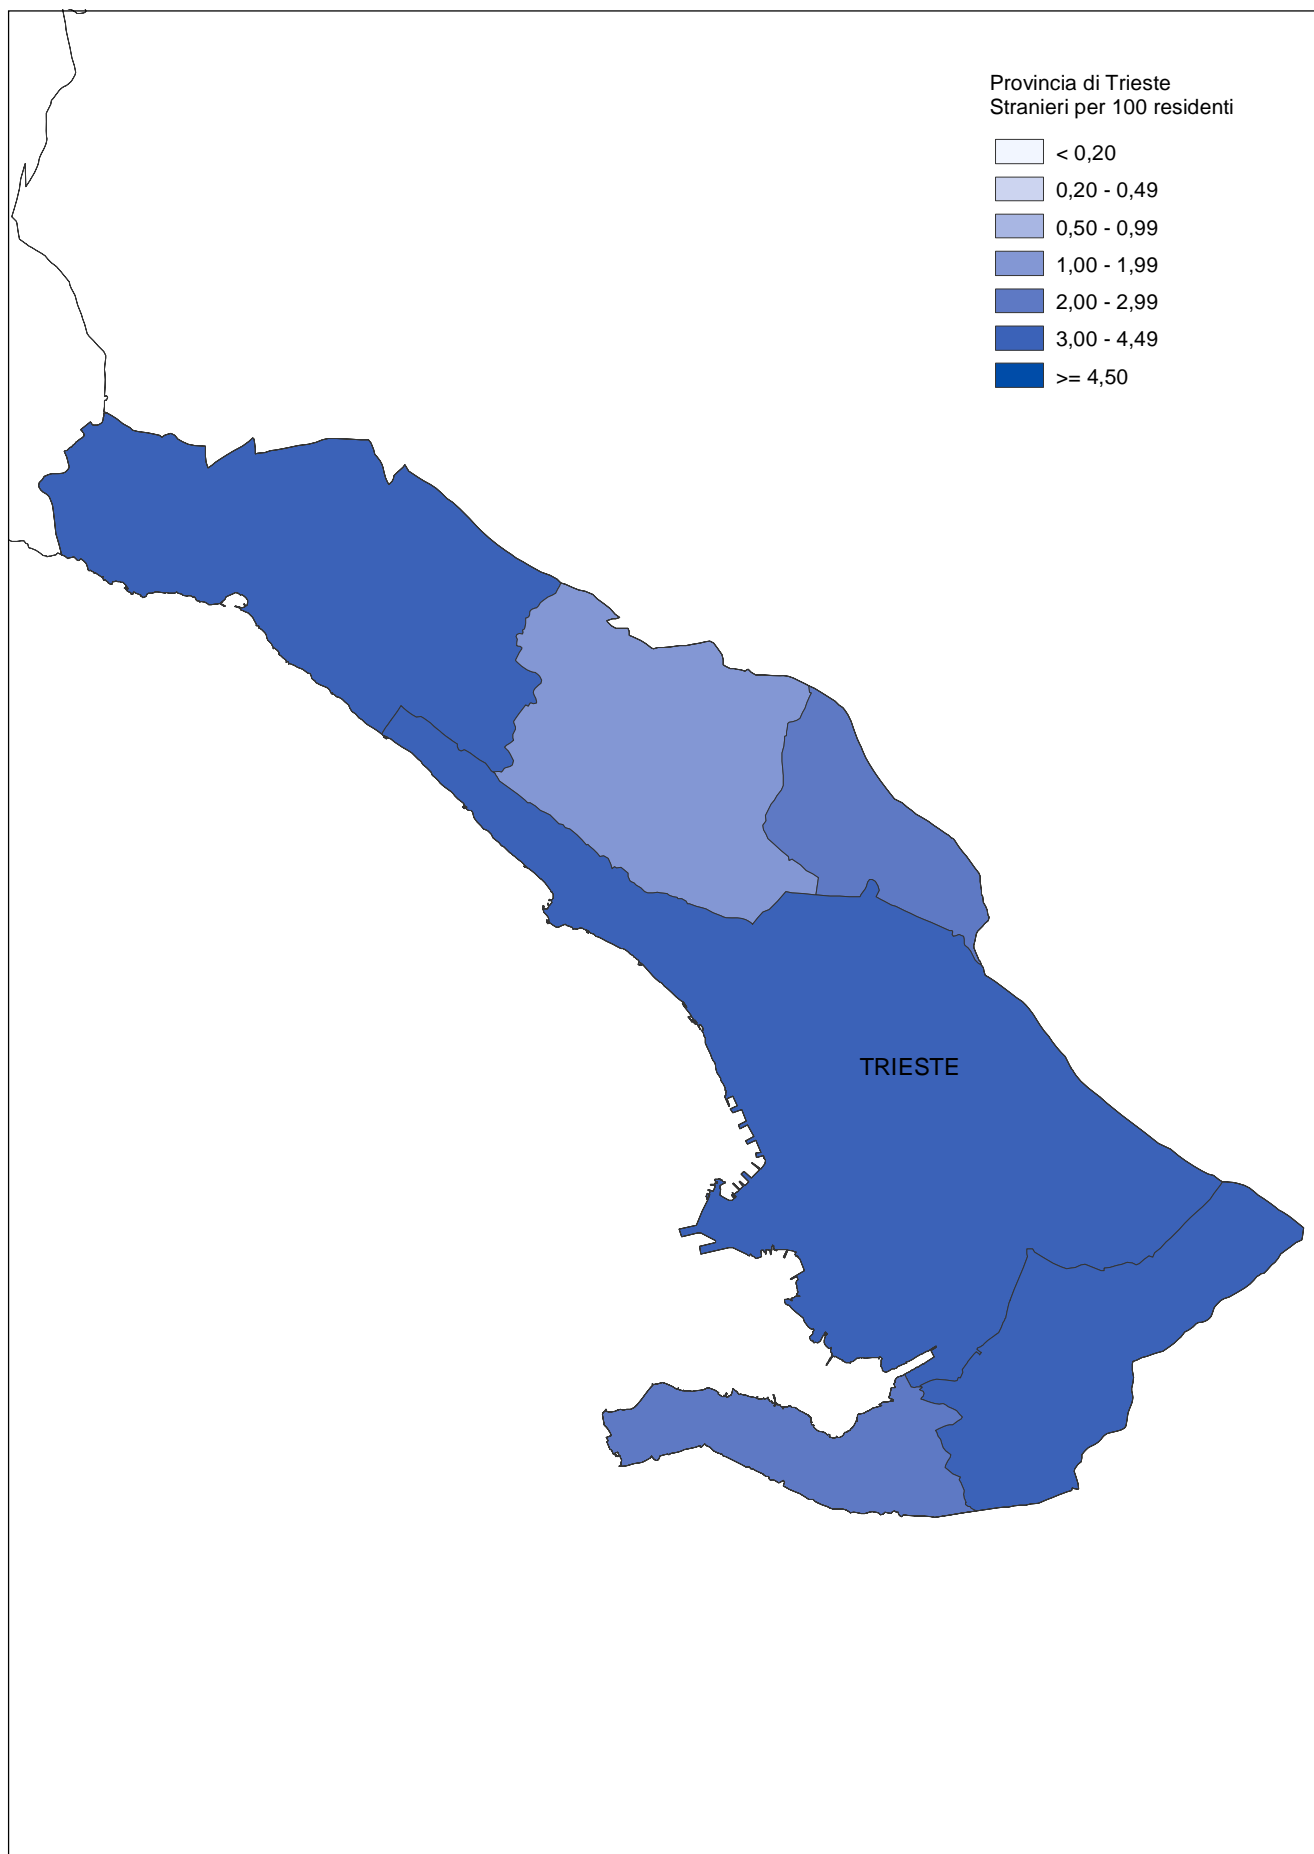 Provincia di Trieste
Stranieri per 100 residenti
< 0,20
0,20 - 0,49
0,50 - 0,99
1,00 - 1,99
2,00 - 2,99
3,00 - 4,49
>= 4,50
TRIESTE